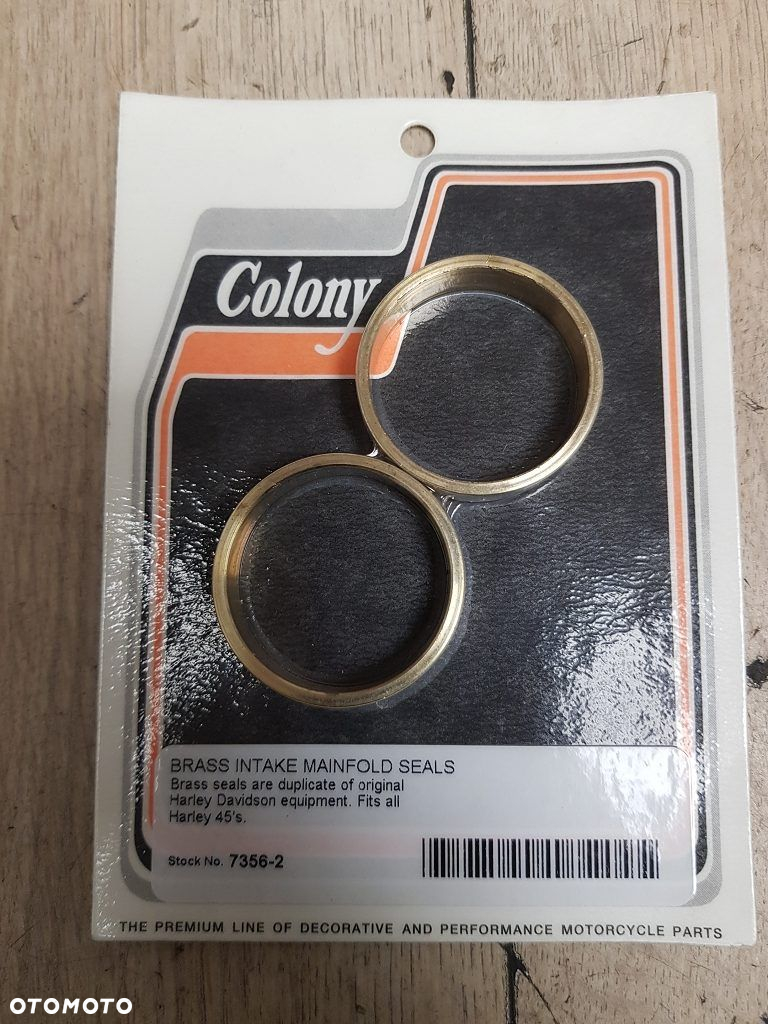 Colony
BRASS INTAKE MAINFOLD SEALS
Brass seals are duplicate of original
Harley Davidson equipment. Fits all
Harley 45's.
Stock No. 7356-2
THE PREMIUM LINE OF DECORATIVE AND PERFORMANCE MOTORCYCLE PARTS
OTOMOTO